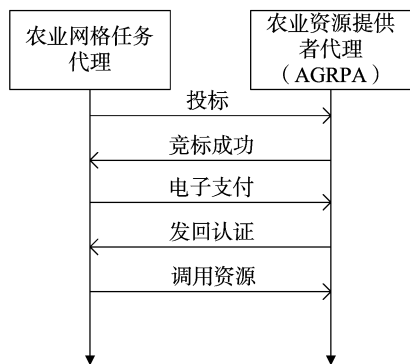 农业网格任务
代理
农业资源提供
者代理
（AGRPA）
投标
竞标成功
电子支付
发回认证
调用资源